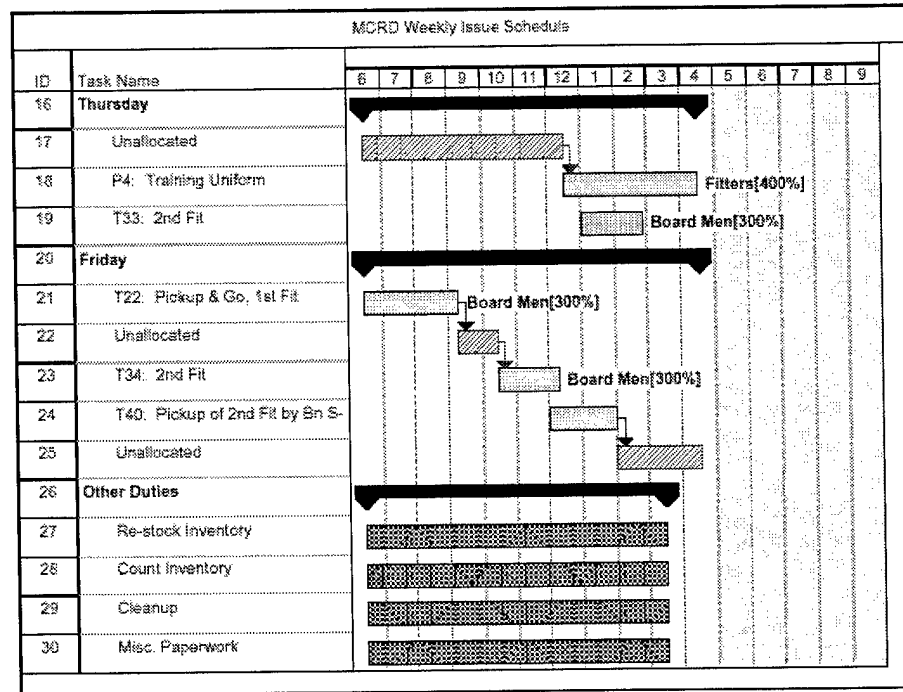 MCRD Weekly Issue Schedule
ID Task Name 6 7 8 9 10 11 12 1 2 3 4 5 6 7 8 9
16 Thursday
17 Unallocated
18 P4: Training Uniform Fitters[400%]
19 T33: 2nd Fit Board Men[300%]
20 Friday
21 T22: Pickup & Go, 1st Fit Board Men[300%]
22 Unallocated
23 T34: 2nd Fit Board Men[300%]
24 T40: Pickup of 2nd Fit by Bn S-
25 Unallocated
26 Other Duties
27 Re-stock Inventory
28 Count Inventory
29 Cleanup
30 Misc. Paperwork